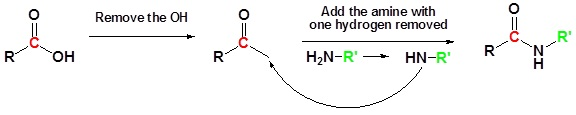 Remove the OH
Add the amine with
one hydrogen removed
O
R C OH
O
R C
H₂N–R' HN–R'
O
R C N R'
H